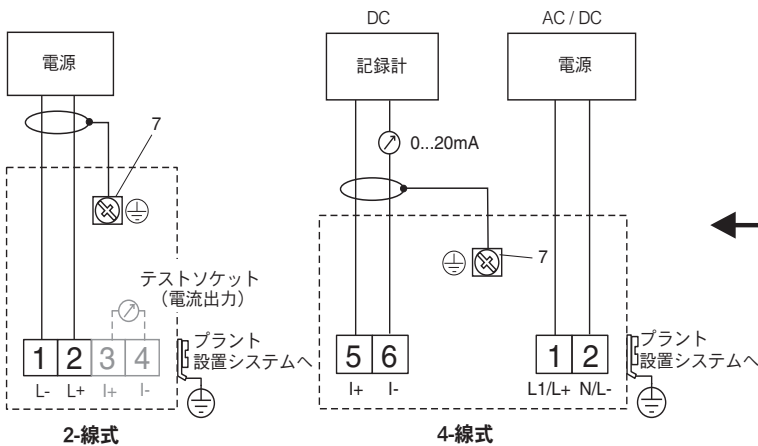 電源
7
テストソケット
(電流出力)
1 2 3 4
L- L+ I+ I-
プラント
設置システムへ
2-線式
DC
記録計
0...20mA
AC / DC
電源
7
5 6
I+ I-
1 2
L1/L+ N/L-
プラント
設置システムへ
4-線式